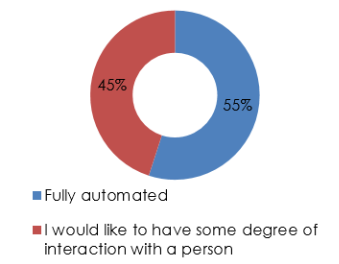 45%
55%
Fully automated
I would like to have some degree of
interaction with a person